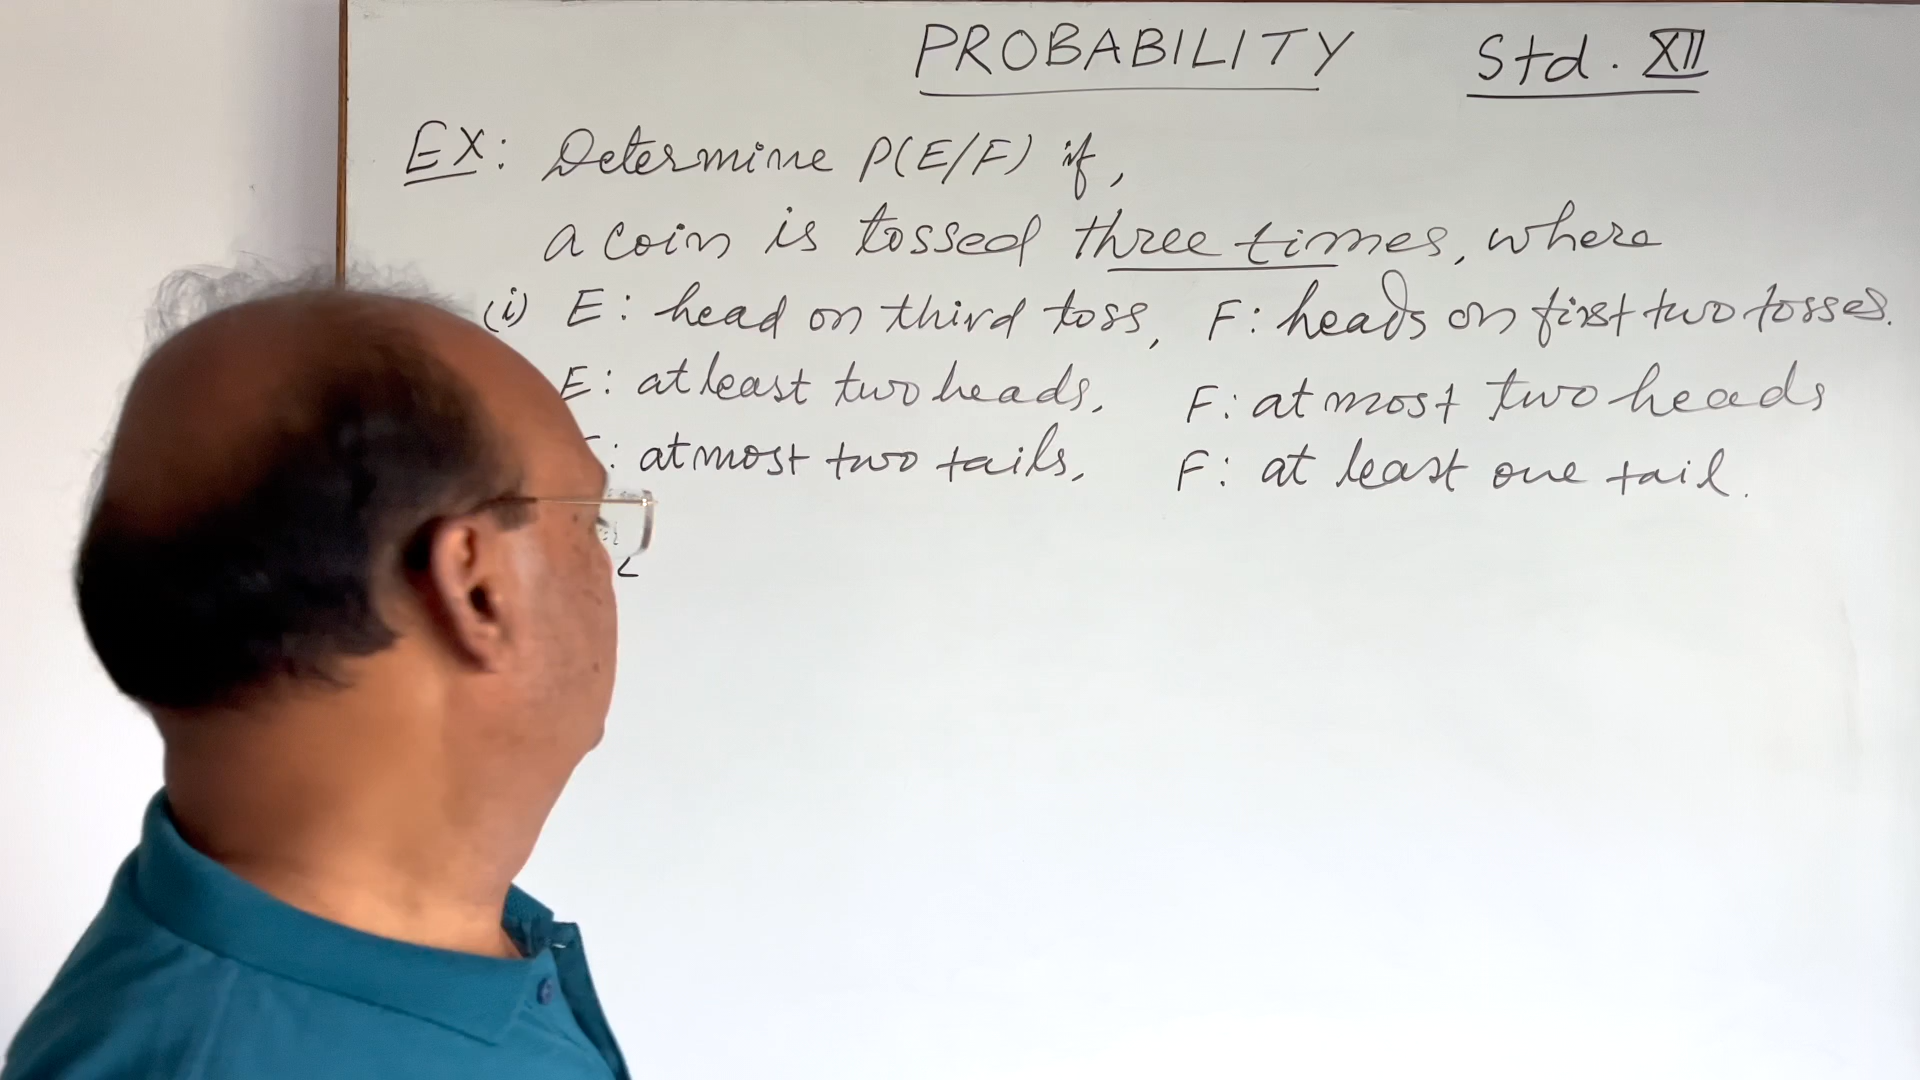 PROBABILITY Std. XII
EX: Determine P(E/F) if,
a coin is tossed three times, where
(i) E: head on third toss, F: heads on first two tosses.
E: at least two heads, F: at most two heads
: at most two tails, F: at least one tail.